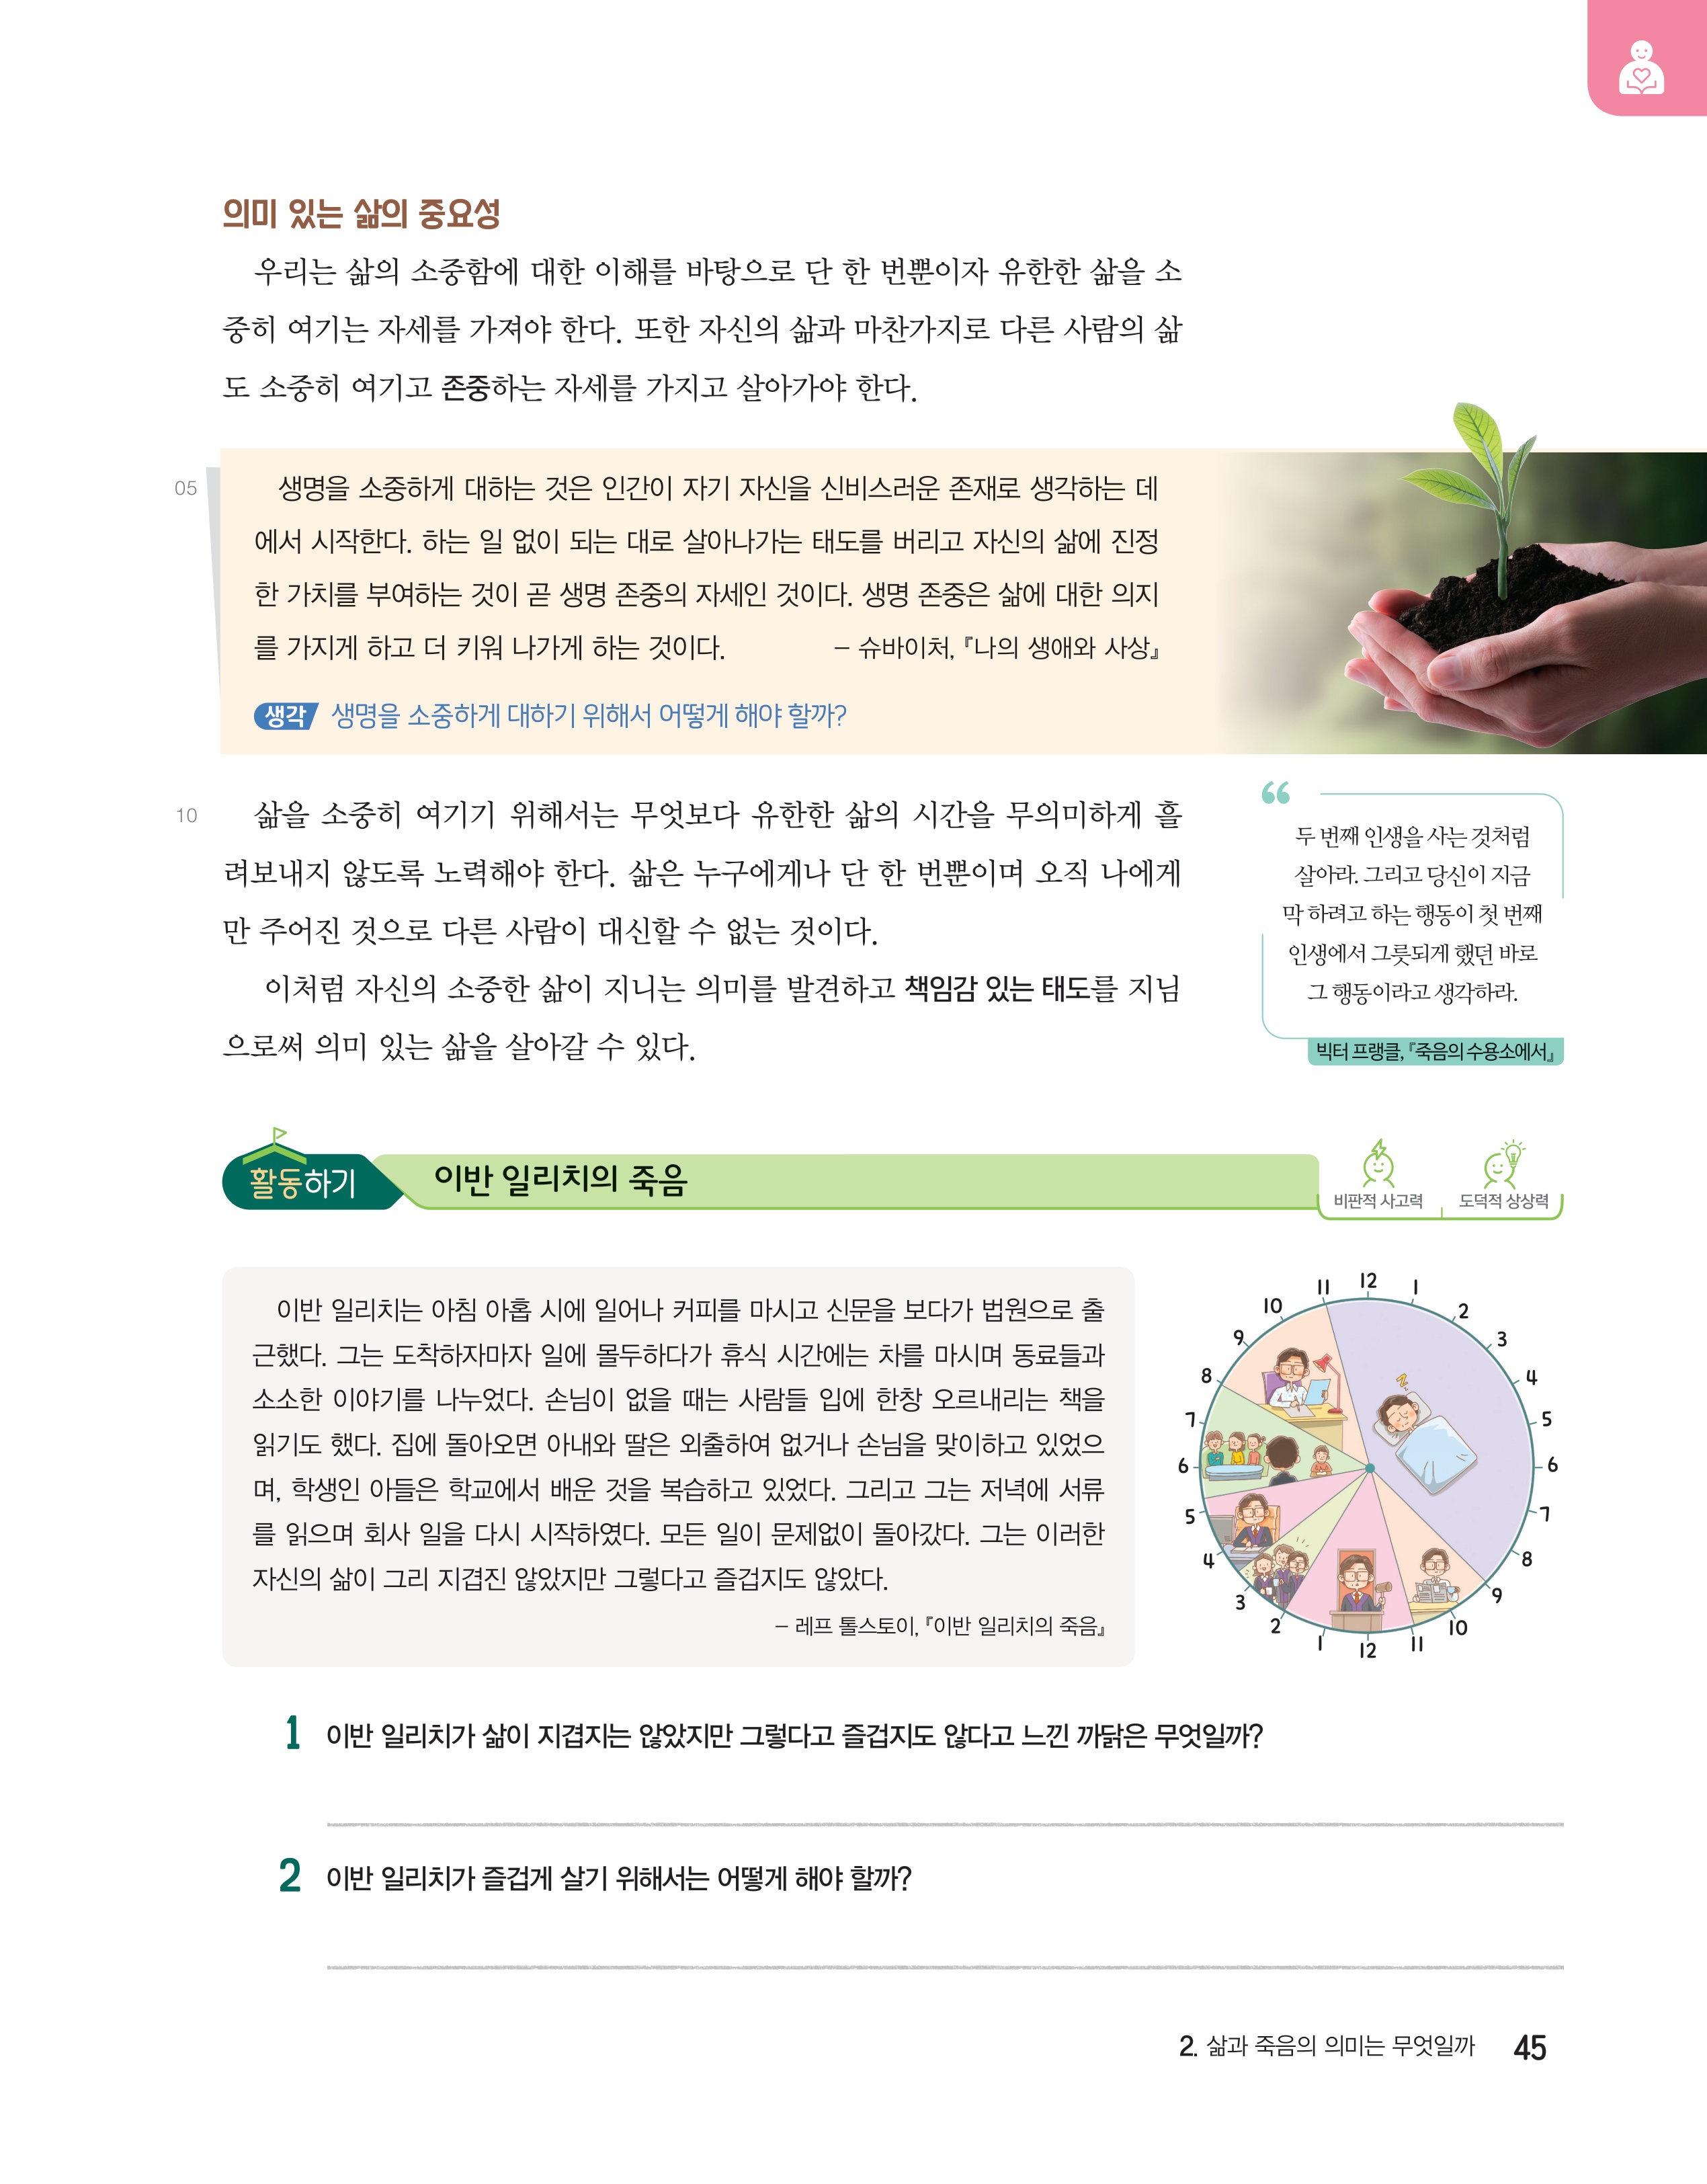 의미 있는 삶의 중요성
우리는 삶의 소중함에 대한 이해를 바탕으로 단 한 번뿐이자 유한한 삶을 소
중히 여기는 자세를 가져야 한다. 또한 자신의 삶과 마찬가지로 다른 사람의 삶
도 소중히 여기고 존중하는 자세를 가지고 살아가야 한다.
05
생명을 소중하게 대하는 것은 인간이 자기 자신을 신비스러운 존재로 생각하는 데
에서 시작한다. 하는 일 없이 되는 대로 살아나가는 태도를 버리고 자신의 삶에 진정
한 가치를 부여하는 것이 곧 생명 존중의 자세인 것이다. 생명 존중은 삶에 대한 의지
를 가지게 하고 더 키워 나가게 하는 것이다. – 슈바이처, 『나의 생애와 사상』
생각 생명을 소중하게 대하기 위해서 어떻게 해야 할까?
10
삶을 소중히 여기기 위해서는 무엇보다 유한한 삶의 시간을 무의미하게 흘
려보내지 않도록 노력해야 한다. 삶은 누구에게나 단 한 번뿐이며 오직 나에게
만 주어진 것으로 다른 사람이 대신할 수 없는 것이다.
이처럼 자신의 소중한 삶이 지니는 의미를 발견하고 책임감 있는 태도를 지님
으로써 의미 있는 삶을 살아갈 수 있다.
“
두 번째 인생을 사는 것처럼
살아라. 그리고 당신이 지금
막 하려고 하는 행동이 첫 번째
인생에서 그릇되게 했던 바로
그 행동이라고 생각하라.
빅터 프랭클, 『죽음의 수용소에서』
활동하기
이반 일리치의 죽음
비판적 사고력
도덕적 상상력
이반 일리치는 아침 아홉 시에 일어나 커피를 마시고 신문을 보다가 법원으로 출
근했다. 그는 도착하자마자 일에 몰두하다가 휴식 시간에는 차를 마시며 동료들과
소소한 이야기를 나누었다. 손님이 없을 때는 사람들 입에 한창 오르내리는 책을
읽기도 했다. 집에 돌아오면 아내와 딸은 외출하여 없거나 손님을 맞이하고 있었으
며, 학생인 아들은 학교에서 배운 것을 복습하고 있었다. 그리고 그는 저녁에 서류
를 읽으며 회사 일을 다시 시작하였다. 모든 일이 문제없이 돌아갔다. 그는 이러한
자신의 삶이 그리 지겹진 않았지만 그렇다고 즐겁지도 않았다.
– 레프 톨스토이, 『이반 일리치의 죽음』
12
1
2
3
4
5
6
7
8
9
10
11
12
1
2
3
4
5
6
7
8
9
10
11
1 이반 일리치가 삶이 지겹지는 않았지만 그렇다고 즐겁지도 않다고 느낀 까닭은 무엇일까?
2 이반 일리치가 즐겁게 살기 위해서는 어떻게 해야 할까?
2. 삶과 죽음의 의미는 무엇일까 45